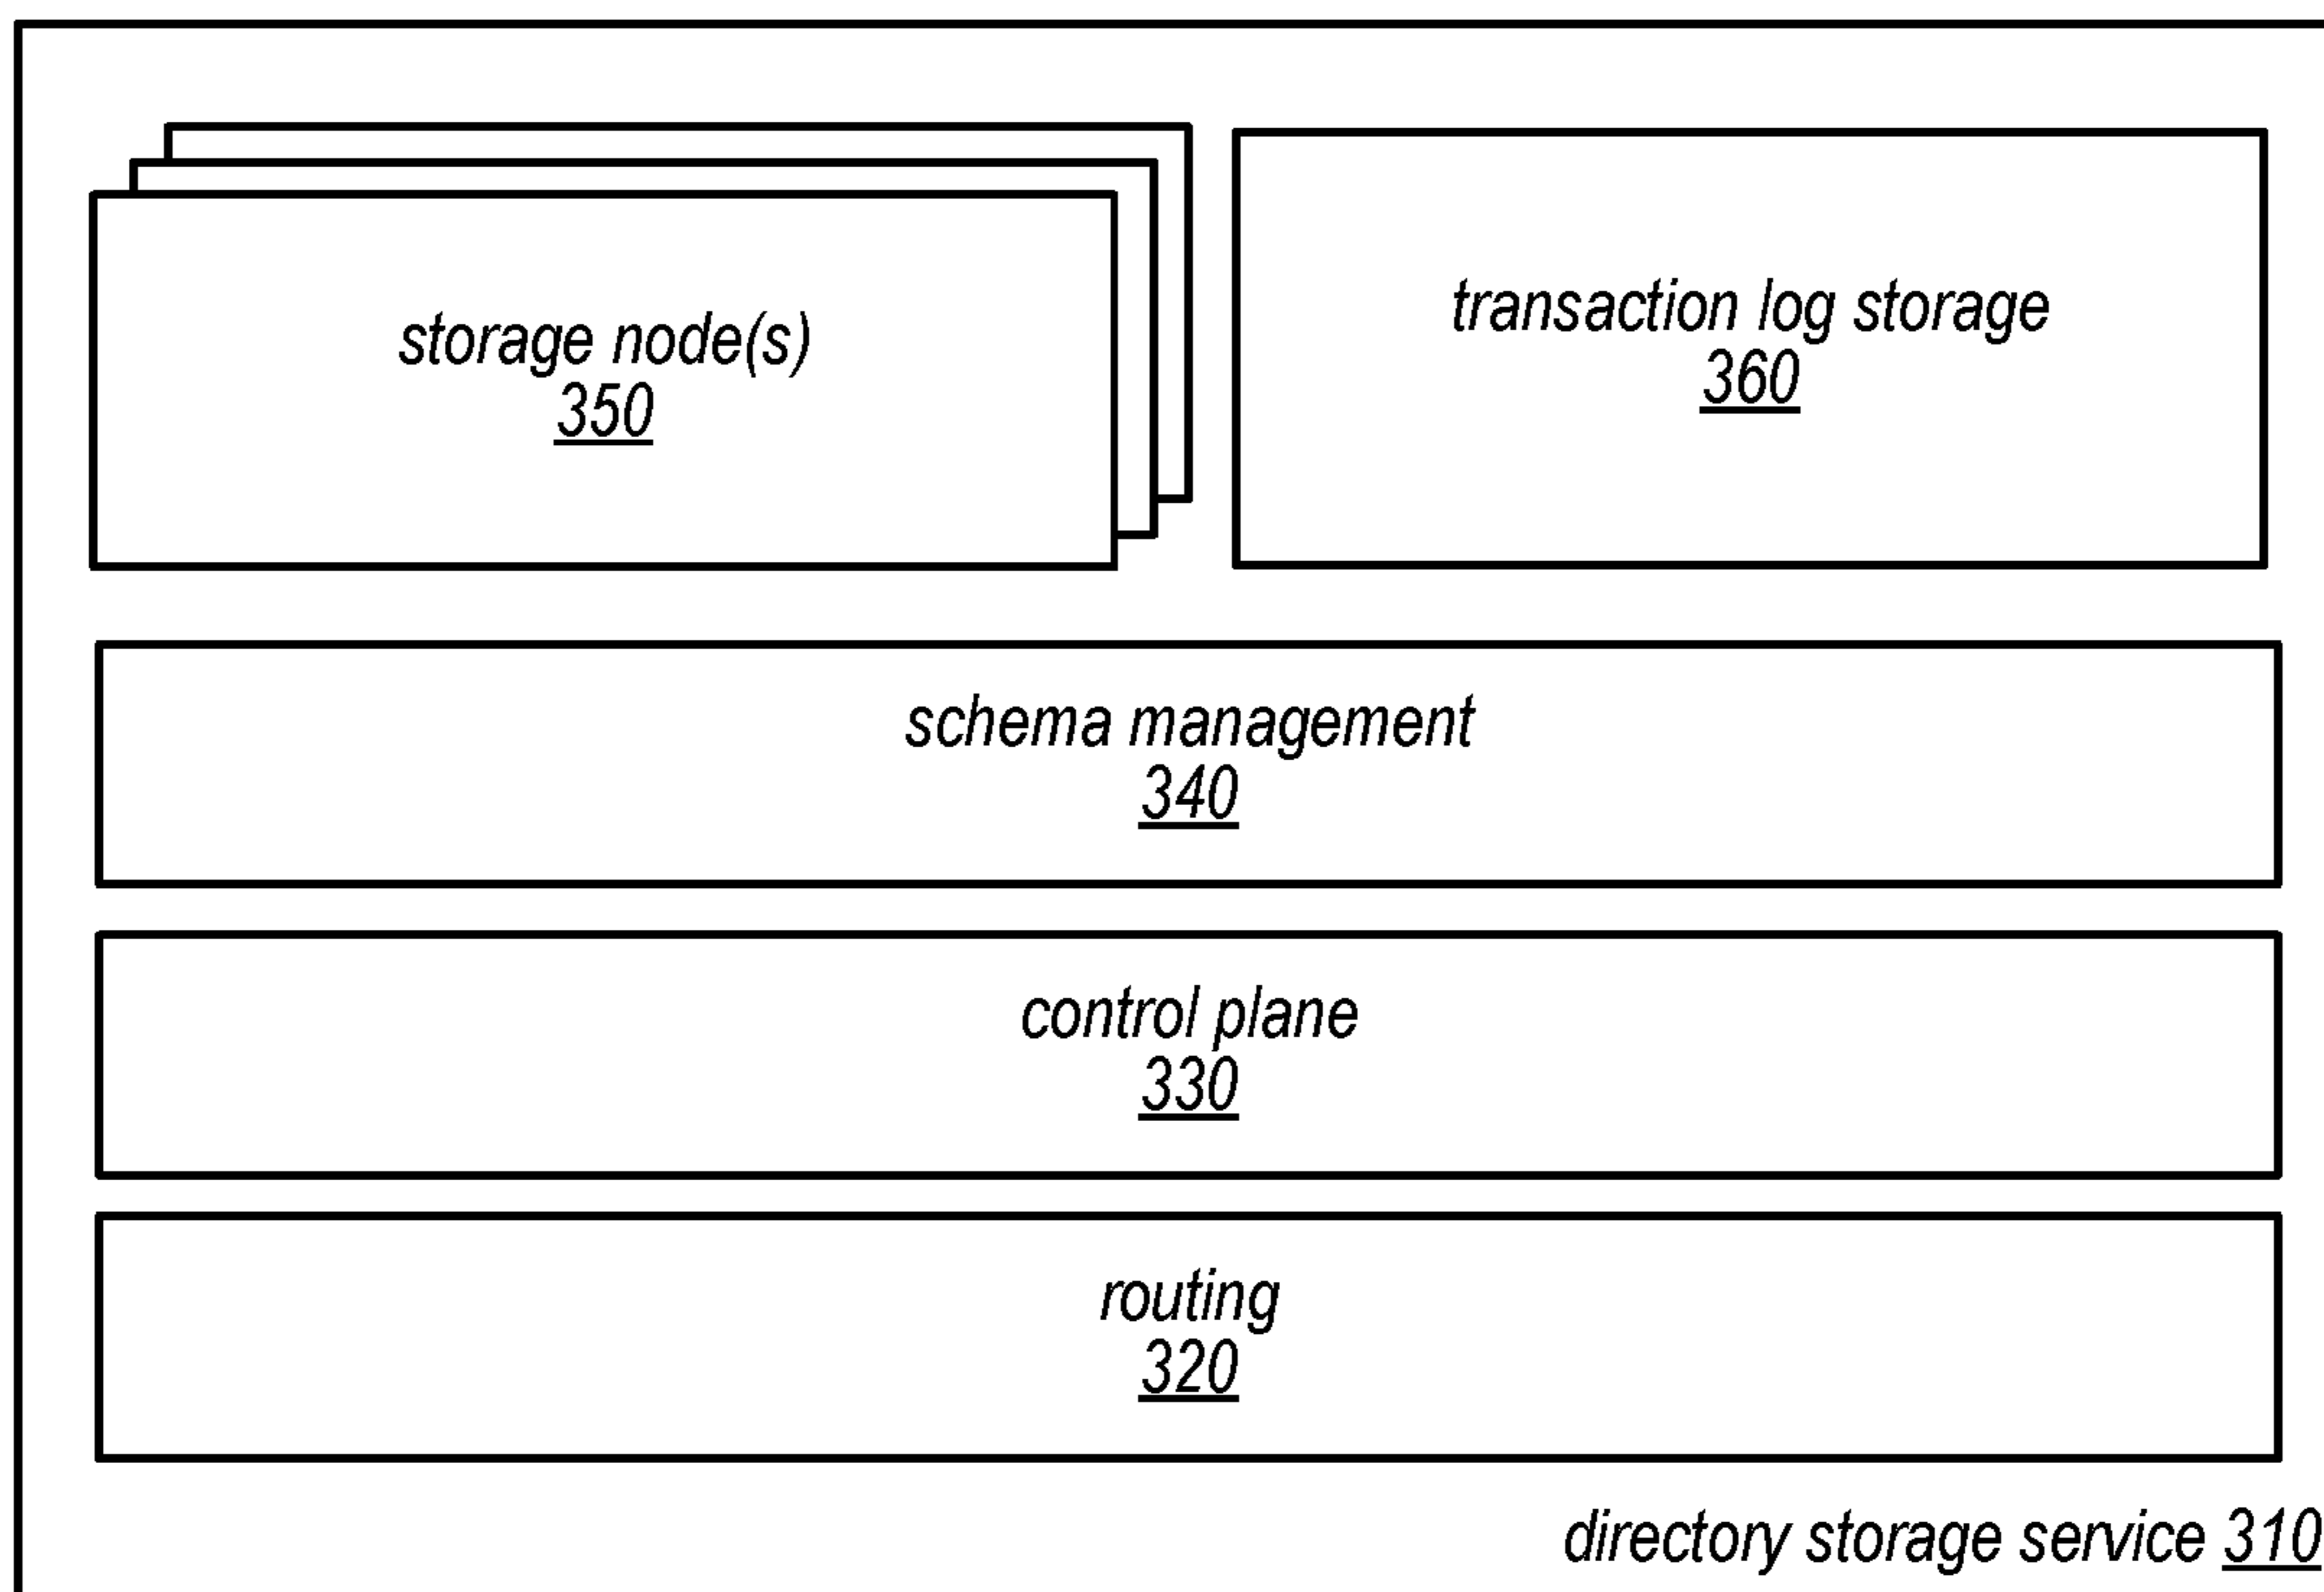 storage node(s)
350
transaction log storage
360
schema management
340
control plane
330
routing
320
directory storage service 310